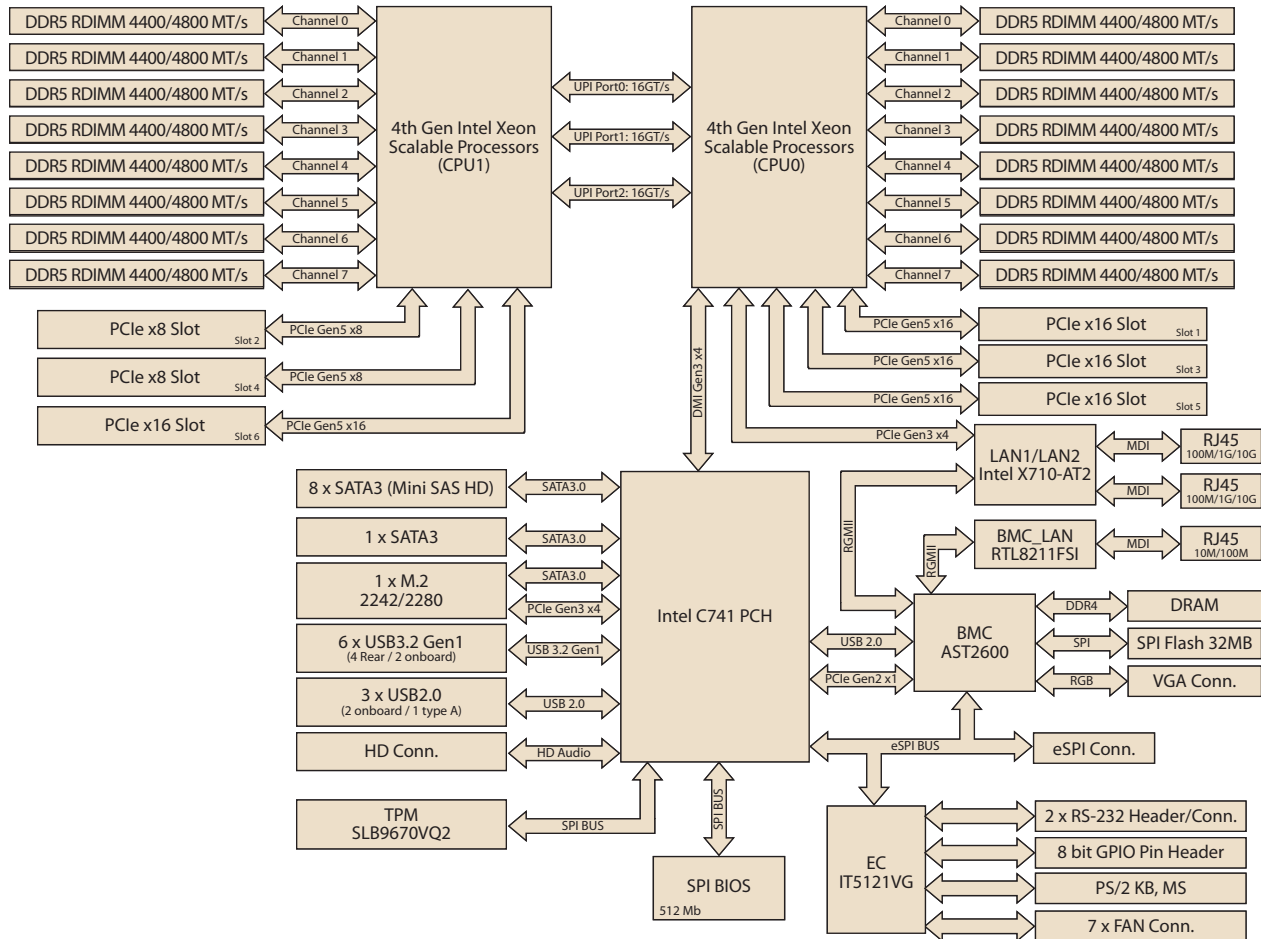 DDR5 RDIMM 4400/4800 MT/s
Channel 0
DDR5 RDIMM 4400/4800 MT/s
Channel 1
DDR5 RDIMM 4400/4800 MT/s
Channel 2
DDR5 RDIMM 4400/4800 MT/s
Channel 3
DDR5 RDIMM 4400/4800 MT/s
Channel 4
DDR5 RDIMM 4400/4800 MT/s
Channel 5
DDR5 RDIMM 4400/4800 MT/s
Channel 6
DDR5 RDIMM 4400/4800 MT/s
Channel 7
4th Gen Intel Xeon
Scalable Processors
(CPU1)
UPI Port0: 16GT/s
UPI Port1: 16GT/s
UPI Port2: 16GT/s
4th Gen Intel Xeon
Scalable Processors
(CPU0)
Channel 0
DDR5 RDIMM 4400/4800 MT/s
Channel 1
DDR5 RDIMM 4400/4800 MT/s
Channel 2
DDR5 RDIMM 4400/4800 MT/s
Channel 3
DDR5 RDIMM 4400/4800 MT/s
Channel 4
DDR5 RDIMM 4400/4800 MT/s
Channel 5
DDR5 RDIMM 4400/4800 MT/s
Channel 6
DDR5 RDIMM 4400/4800 MT/s
Channel 7
DDR5 RDIMM 4400/4800 MT/s
PCIe x8 Slot
Slot 2
PCIe Gen5 x8
PCIe x8 Slot
Slot 4
PCIe Gen5 x8
PCIe x16 Slot
Slot 6
PCIe Gen5 x16
DMI Gen3 x4
PCIe Gen5 x16
PCIe x16 Slot
Slot 1
PCIe Gen5 x16
PCIe x16 Slot
Slot 3
PCIe Gen5 x16
PCIe x16 Slot
Slot 5
PCIe Gen3 x4
LAN1/LAN2
Intel X710-AT2
MDI
RJ45
100M/1G/10G
MDI
RJ45
100M/1G/10G
RGMII
RGMII
BMC_LAN
RTL8211FSI
MDI
RJ45
10M/100M
8 x SATA3 (Mini SAS HD)
SATA3.0
1 x SATA3
SATA3.0
1 x M.2
2242/2280
SATA3.0
PCIe Gen3 x4
6 x USB3.2 Gen1
(4 Rear / 2 onboard)
USB 3.2 Gen1
3 x USB2.0
(2 onboard / 1 type A)
USB 2.0
HD Conn.
HD Audio
TPM
SLB9670VQ2
SPI BUS
Intel C741 PCH
SPI BUS
SPI BIOS
512 Mb
USB 2.0
PCIe Gen2 x1
BMC
AST2600
DDR4
DRAM
SPI
SPI Flash 32MB
RGB
VGA Conn.
eSPI BUS
eSPI Conn.
EC
IT5121VG
2 x RS-232 Header/Conn.
8 bit GPIO Pin Header
PS/2 KB, MS
7 x FAN Conn.